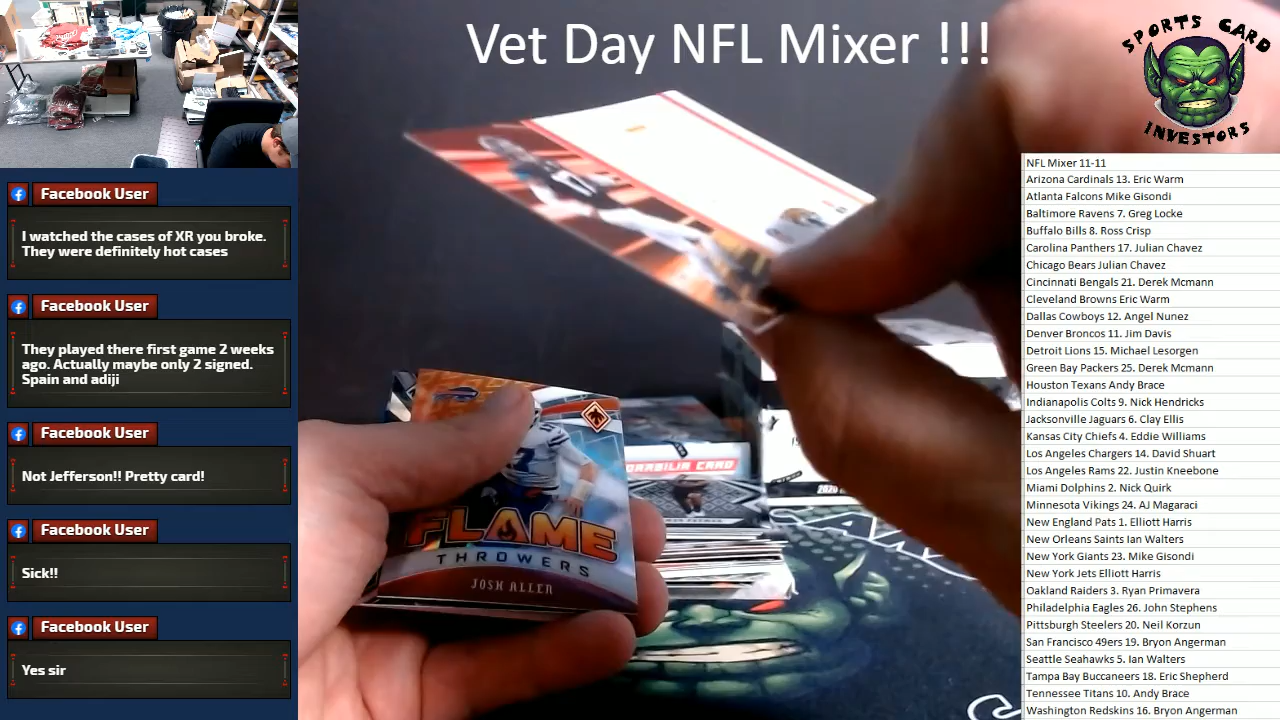 Vet Day NFL Mixer !!!
SPORTS CARD
INVESTORS
Facebook User
I watched the cases of XR you broke.
They were definitely hot cases
Facebook User
They played there first game 2 weeks
ago. Actually maybe only 2 signed.
Spain and adiji
Facebook User
Not Jefferson!! Pretty card!
Facebook User
Sick!!
Facebook User
Yes sir
FLAME
THROWERS
JOSH ALLEN
NFL Mixer 11-11
Arizona Cardinals 13. Eric Warm
Atlanta Falcons Mike Gisondi
Baltimore Ravens 7. Greg Locke
Buffalo Bills 8. Ross Crisp
Carolina Panthers 17. Julian Chavez
Chicago Bears Julian Chavez
Cincinnati Bengals 21. Derek Mcmann
Cleveland Browns Eric Warm
Dallas Cowboys 12. Angel Nunez
Denver Broncos 11. Jim Davis
Detroit Lions 15. Michael Lesorgen
Green Bay Packers 25. Derek Mcmann
Houston Texans Andy Brace
Indianapolis Colts 9. Nick Hendricks
Jacksonville Jaguars 6. Clay Ellis
Kansas City Chiefs 4. Eddie Williams
Los Angeles Chargers 14. David Shuart
Los Angeles Rams 22. Justin Kneebone
Miami Dolphins 2. Nick Quirk
Minnesota Vikings 24. AJ Magaraci
New England Pats 1. Elliott Harris
New Orleans Saints Ian Walters
New York Giants 23. Mike Gisondi
New York Jets Elliott Harris
Oakland Raiders 3. Ryan Primavera
Philadelphia Eagles 26. John Stephens
Pittsburgh Steelers 20. Neil Korzun
San Francisco 49ers 19. Bryon Angerman
Seattle Seahawks 5. Ian Walters
Tampa Bay Buccaneers 18. Eric Shepherd
Tennessee Titans 10. Andy Brace
Washington Redskins 16. Bryon Angerman